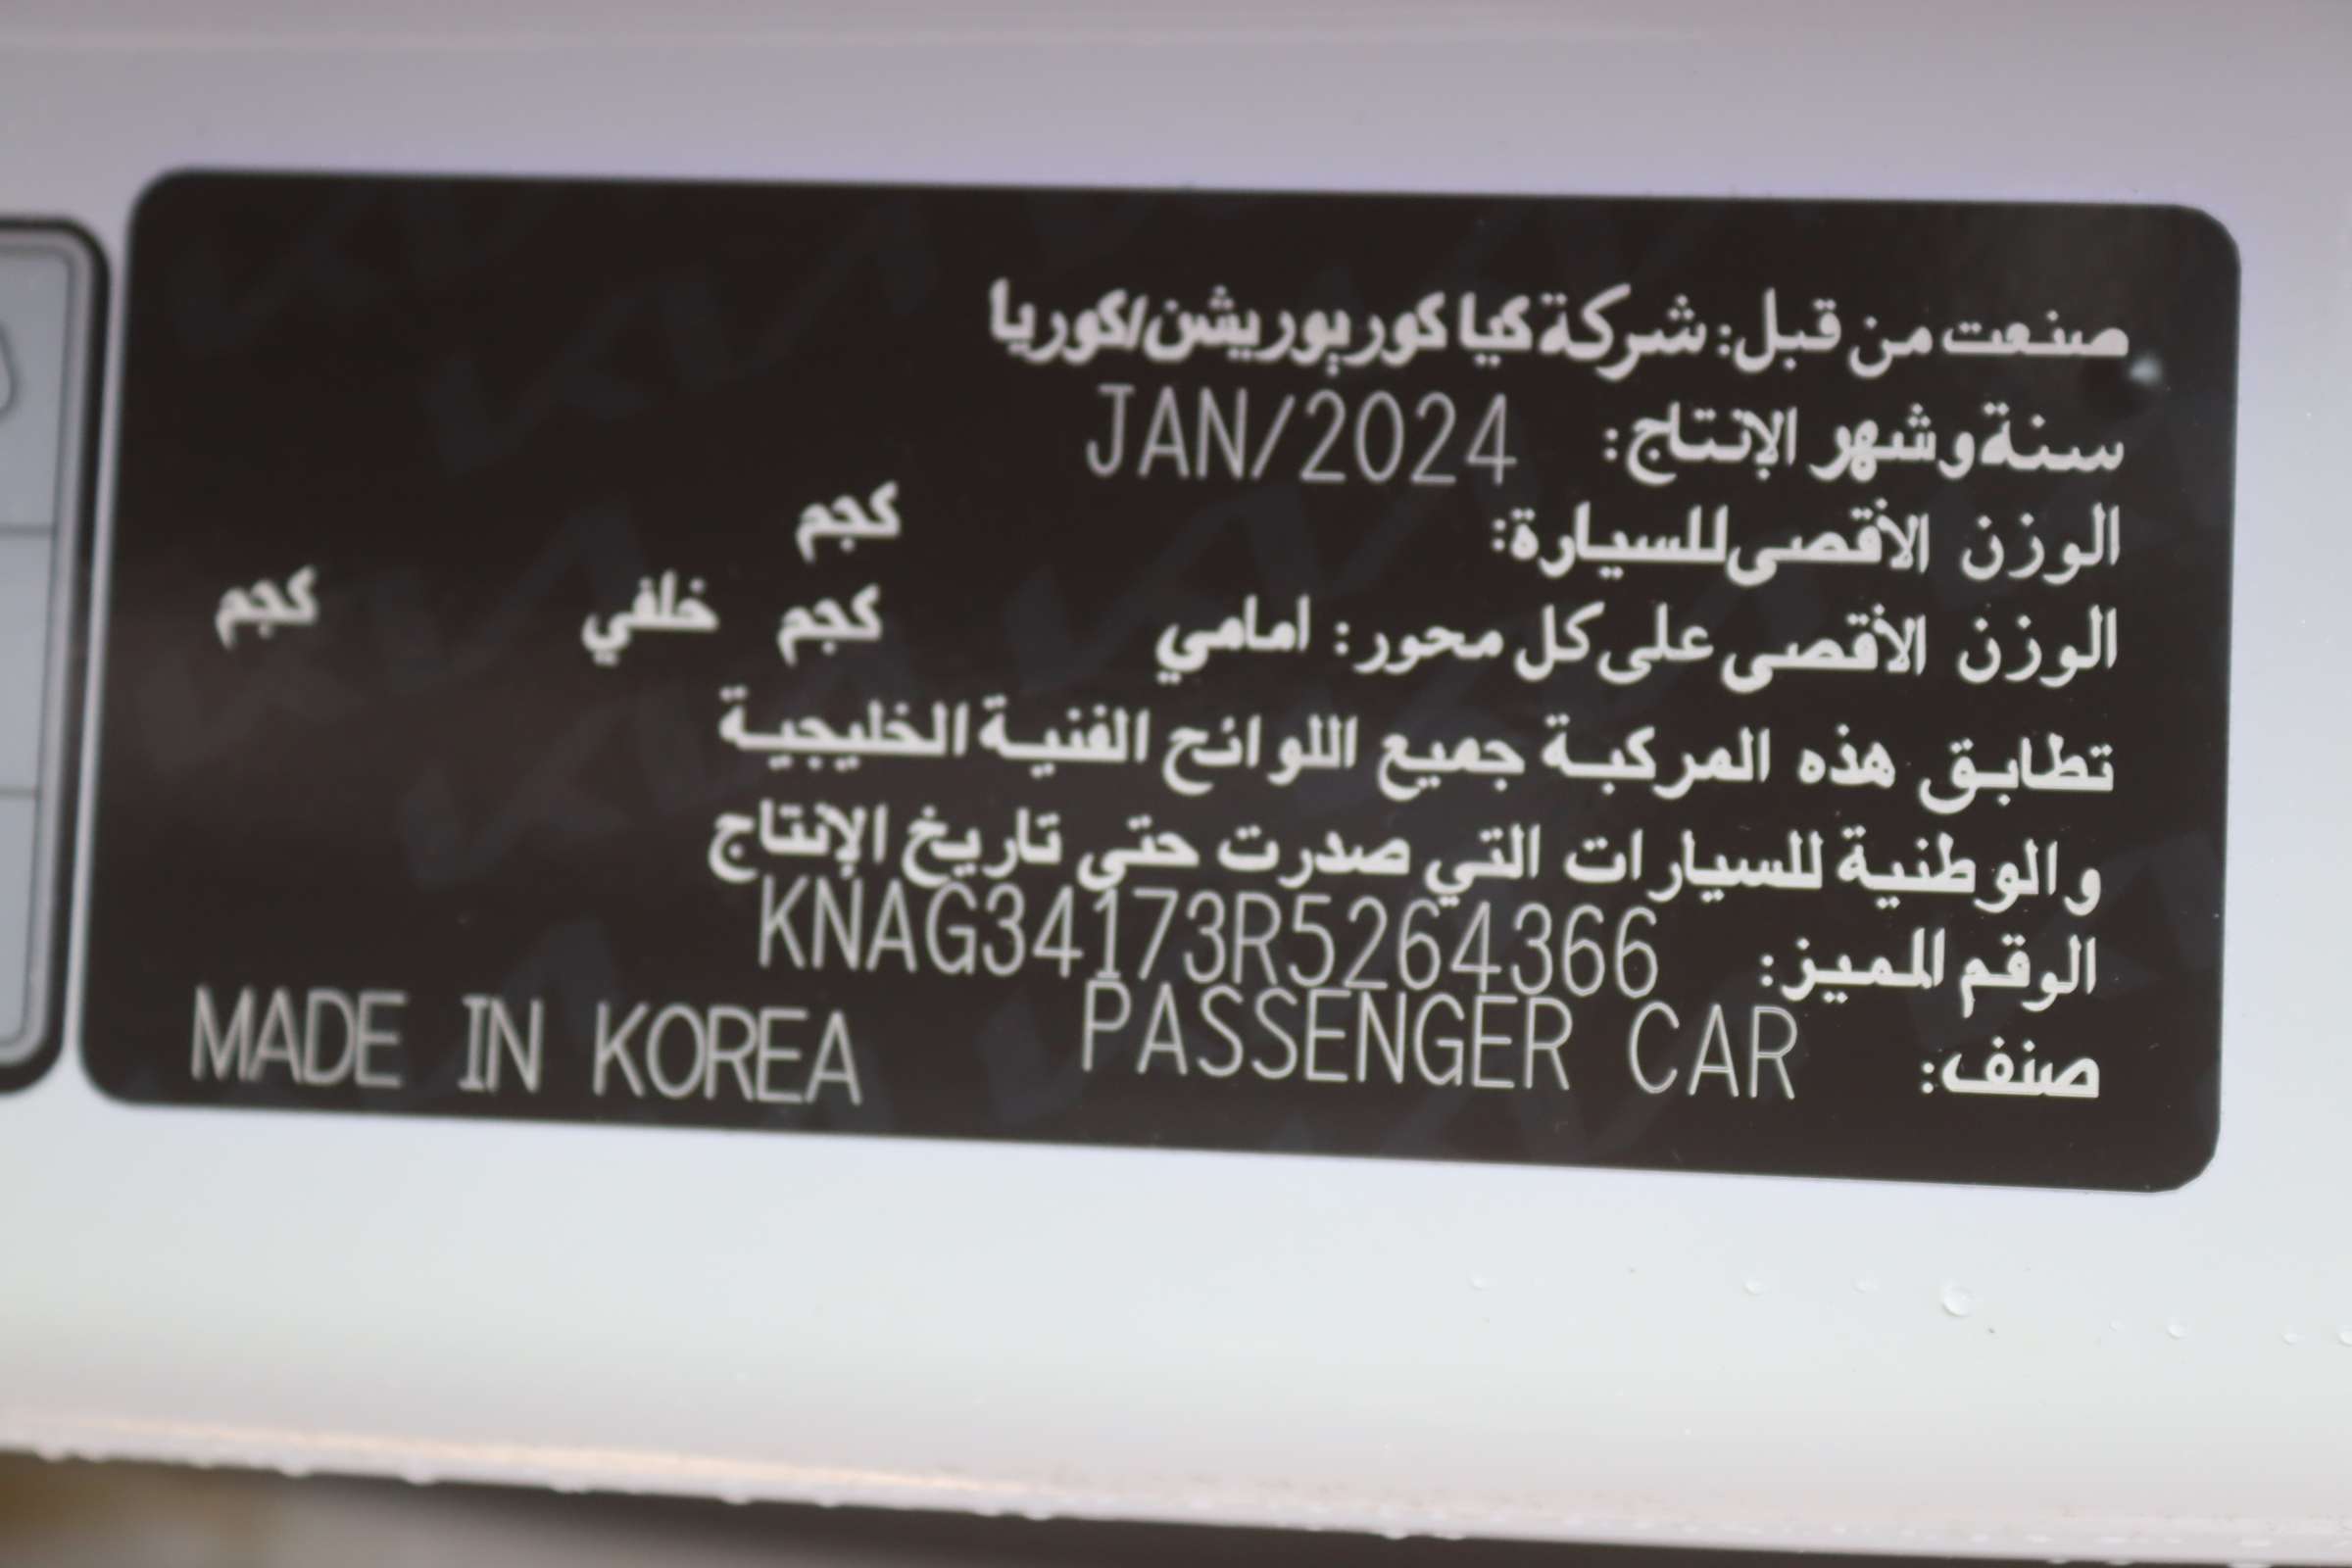 صنعت من قبل: شركة كيا كوربوريشن/كوريا
سنة وشهر الإنتاج: JAN/2024
الوزن الأقصى للسيارة: كجم
الوزن الأقصى على كل محور: امامي كجم خلفي كجم
تطابق هذه المركبة جميع اللوائح الفنية الخليجية
والوطنية للسيارات التي صدرت حتى تاريخ الإنتاج
الوقم المميز: KNAG34173R5264366
صنف: PASSENGER CAR MADE IN KOREA